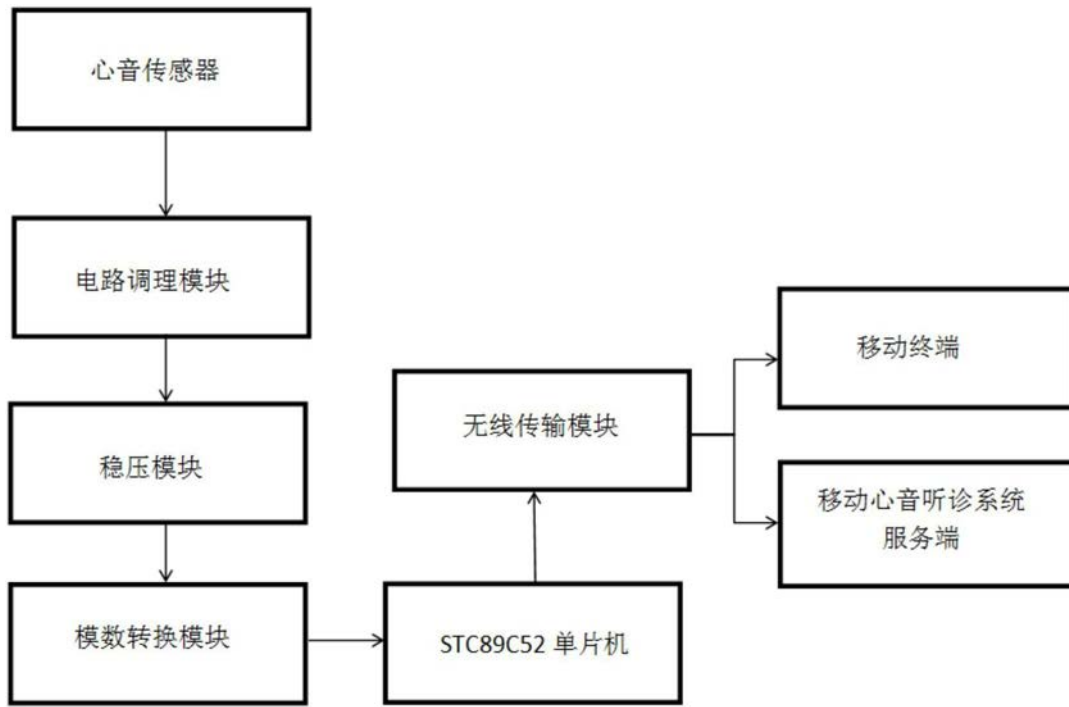 心音传感器
电路调理模块
稳压模块
模数转换模块
STC89C52 单片机
无线传输模块
移动终端
移动心音听诊系统
服务端